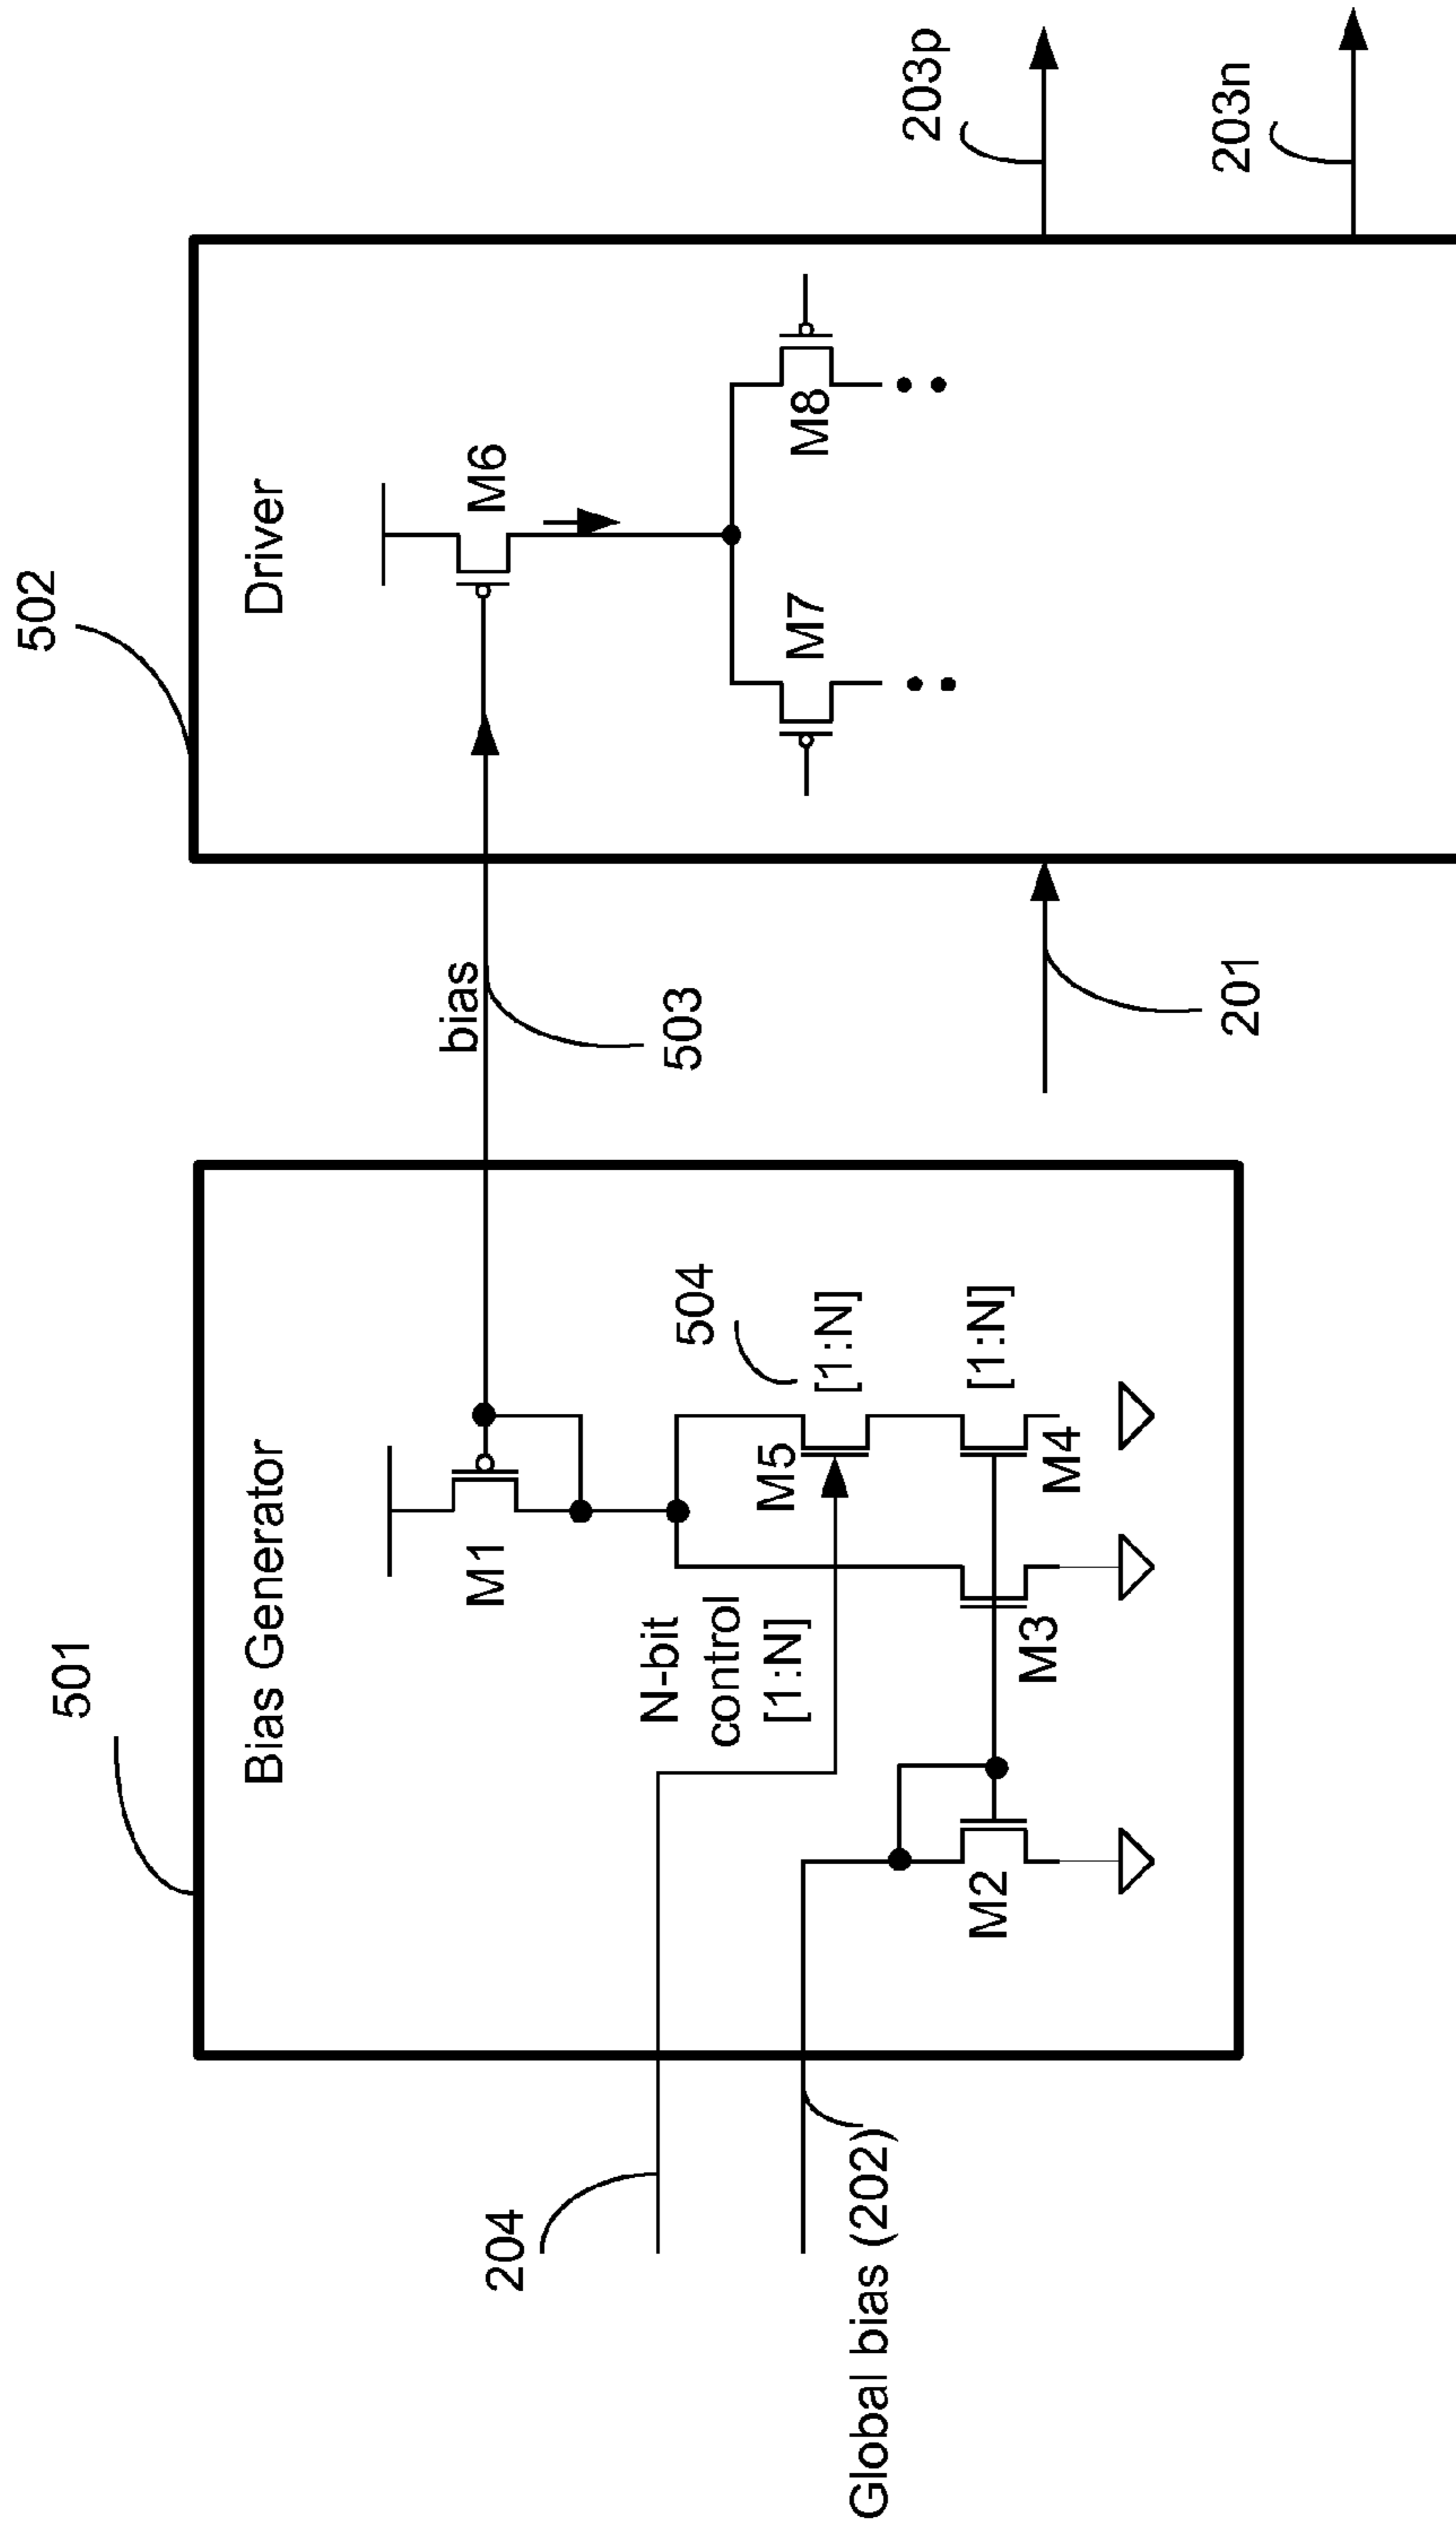 501
502
Bias Generator
Driver
bias
503
M1
M6
204
N-bit
control
[1:N]
504
M5
[1:N]
M7
M8
Global bias (202)
M2
M3
M4
[1:N]
201
203p
203n